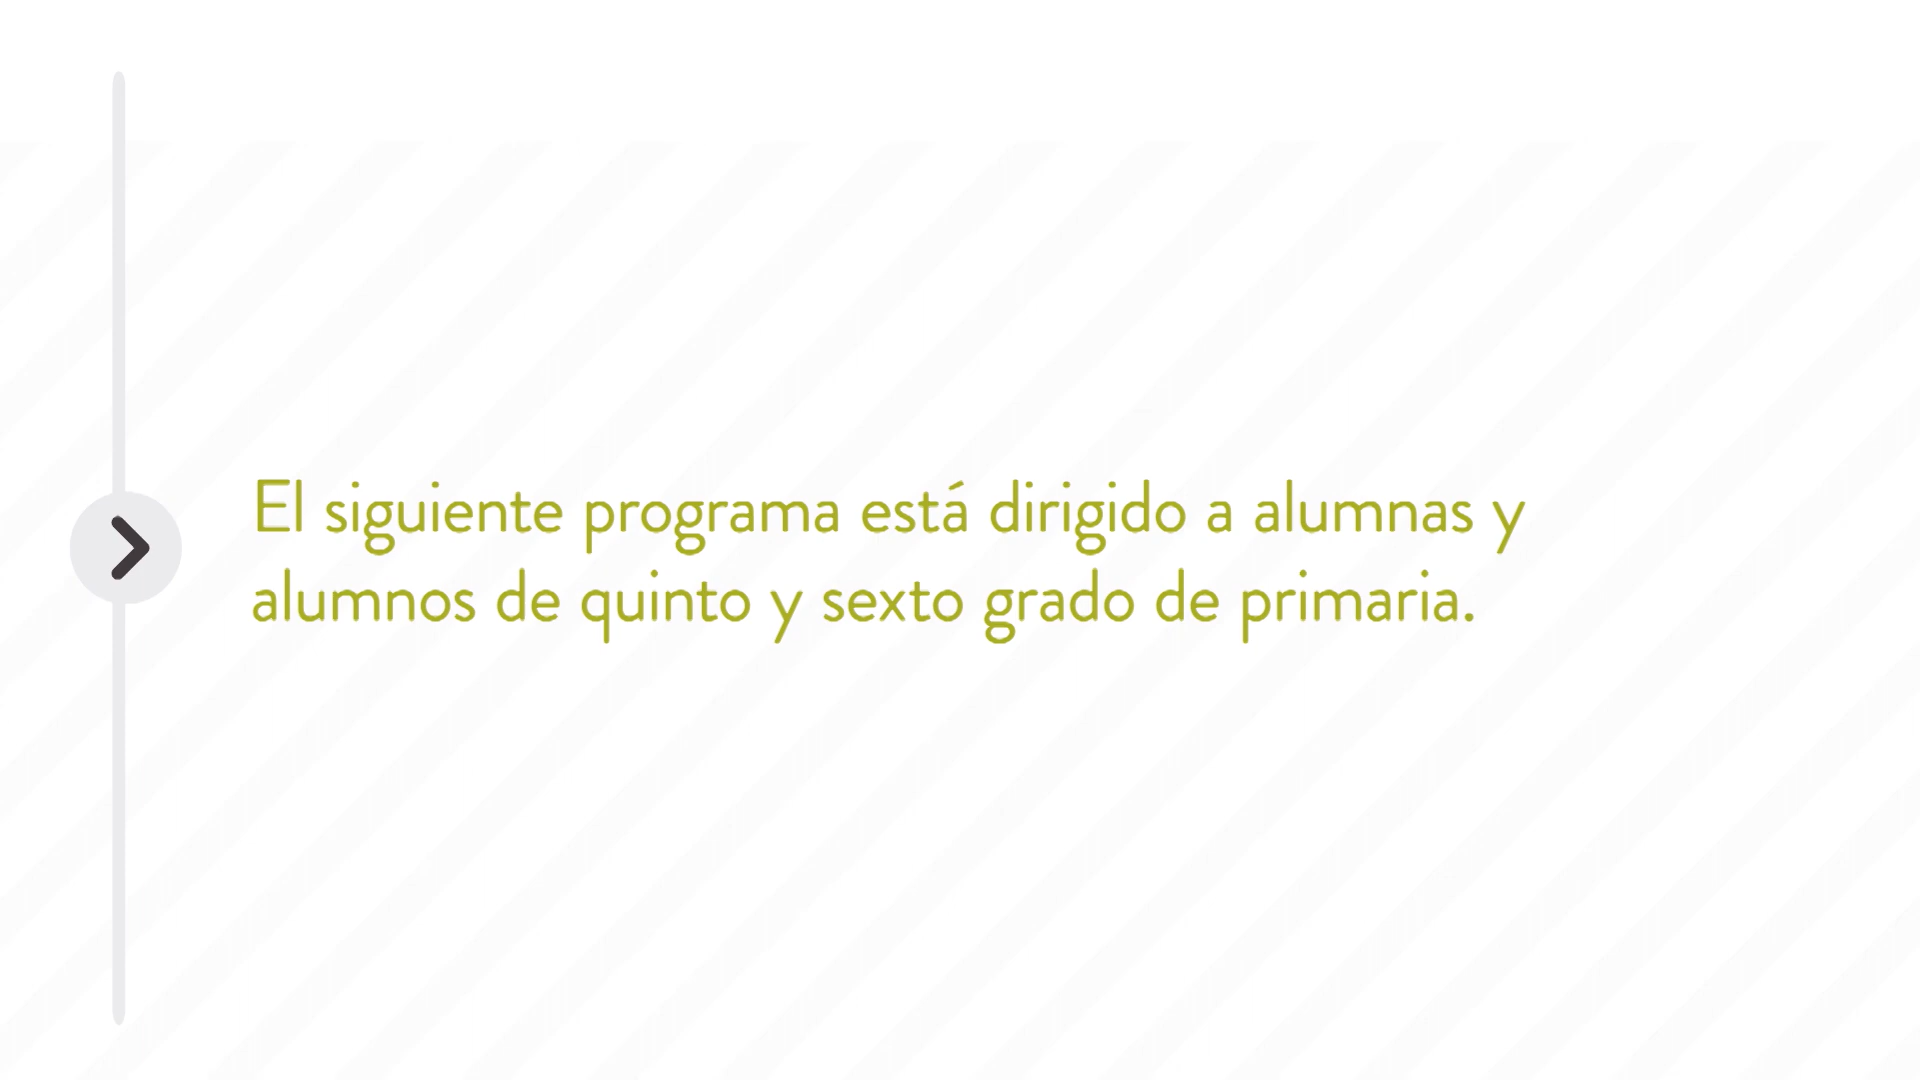 El siguiente programa está dirigido a alumnas y
alumnos de quinto y sexto grado de primaria.